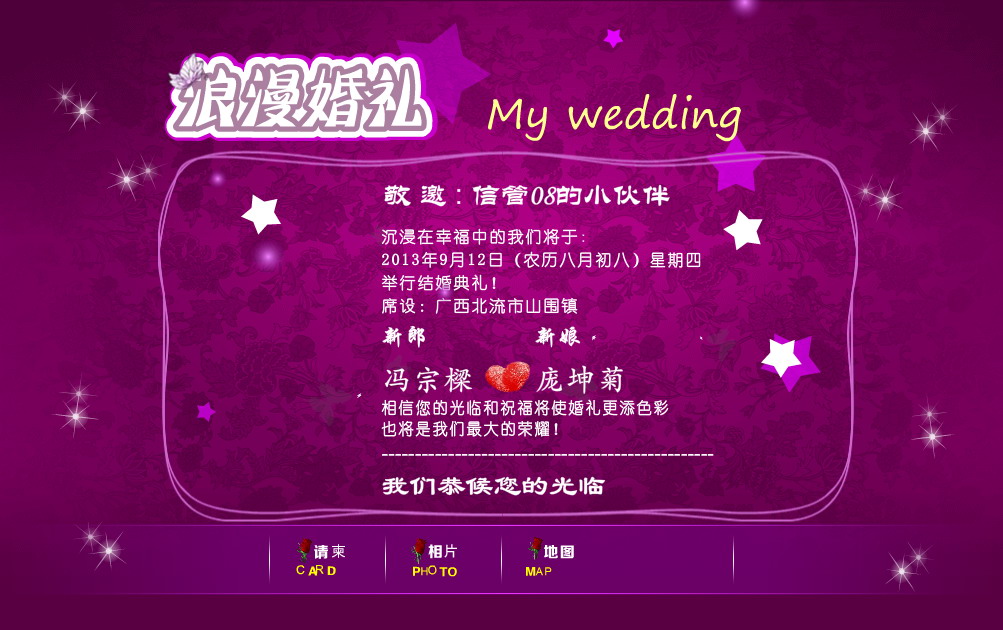 浪漫婚礼
My wedding
敬 邀：信管08的小伙伴
沉浸在幸福中的我们将于：
2013年9月12日（农历八月初八）星期四
举行结婚典礼！
席设：广西北流市山围镇
新郎 新娘
冯宗樑 庞坤菊
相信您的光临和祝福将使婚礼更添色彩
也将是我们最大的荣耀！
--------------------------------------------------
我们恭候您的光临
请柬 相片 地图
CARD PHOTO MAP